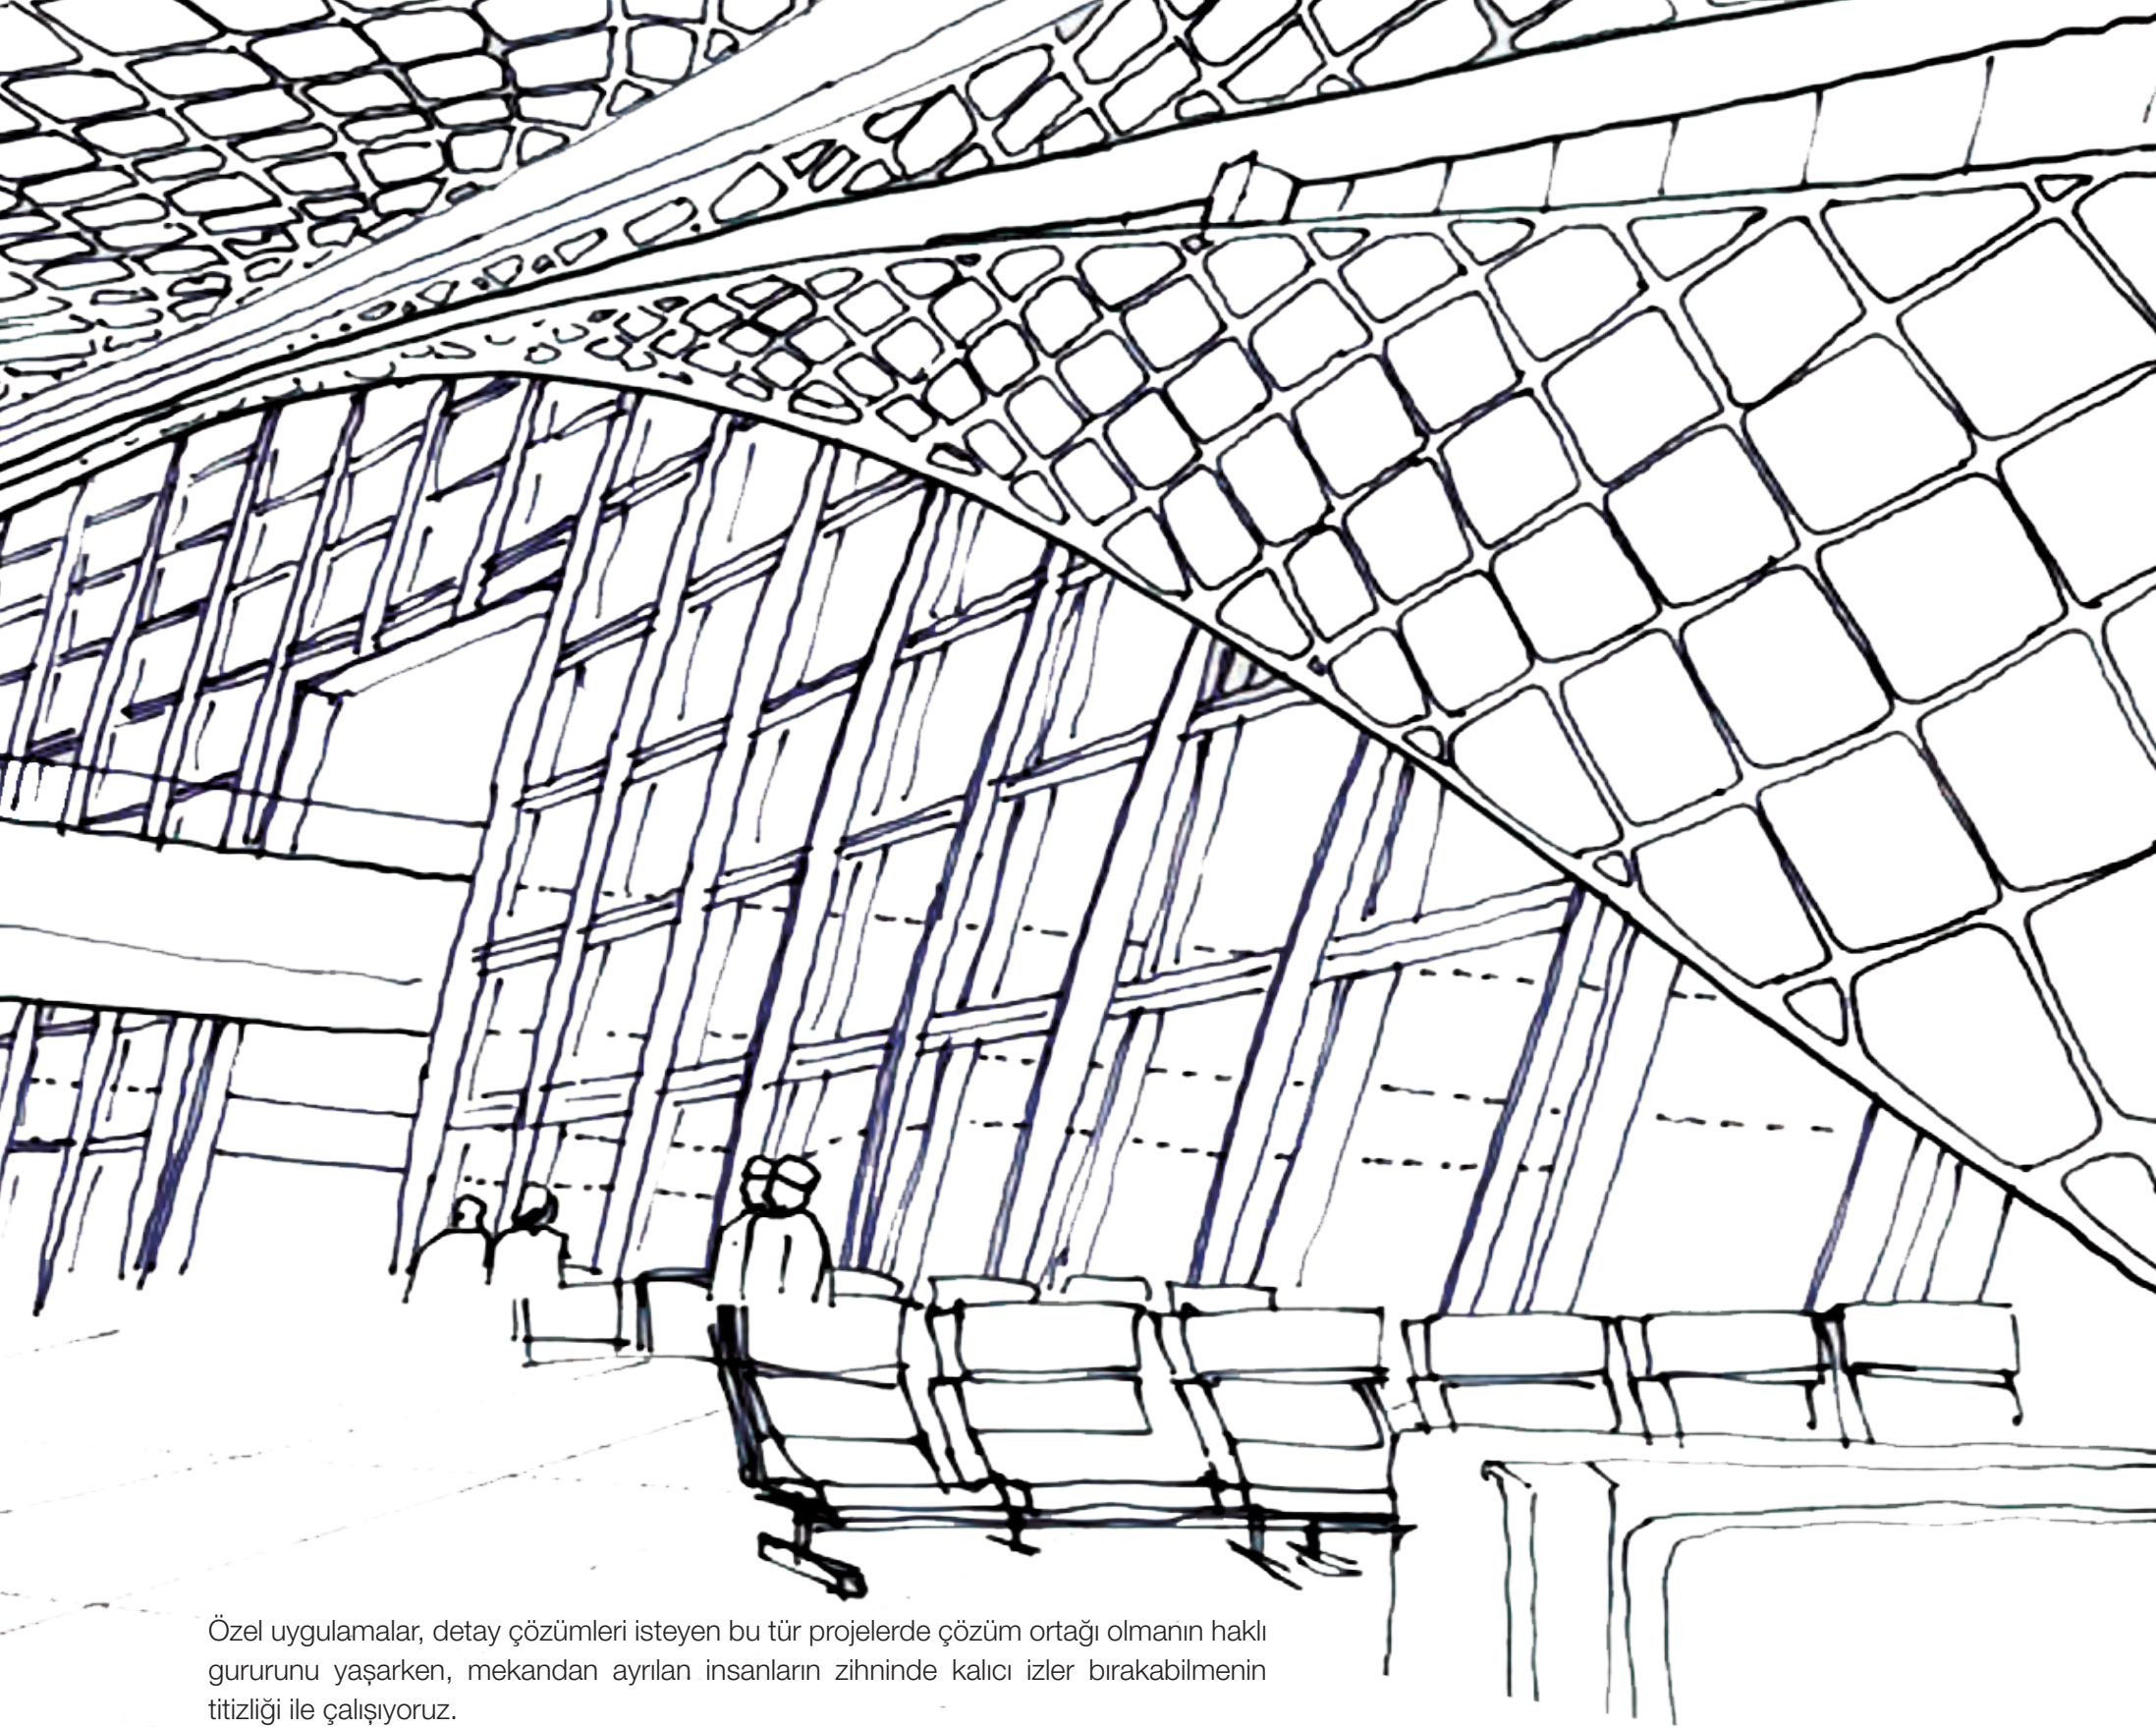 Özel uygulamalar, detay çözümleri isteyen bu tür projelerde çözüm ortağı olmanın haklı
gururunu yaşarken, mekandan ayrılan insanların zihninde kalıcı izler bırakabilmenin
titizliği ile çalışıyoruz.